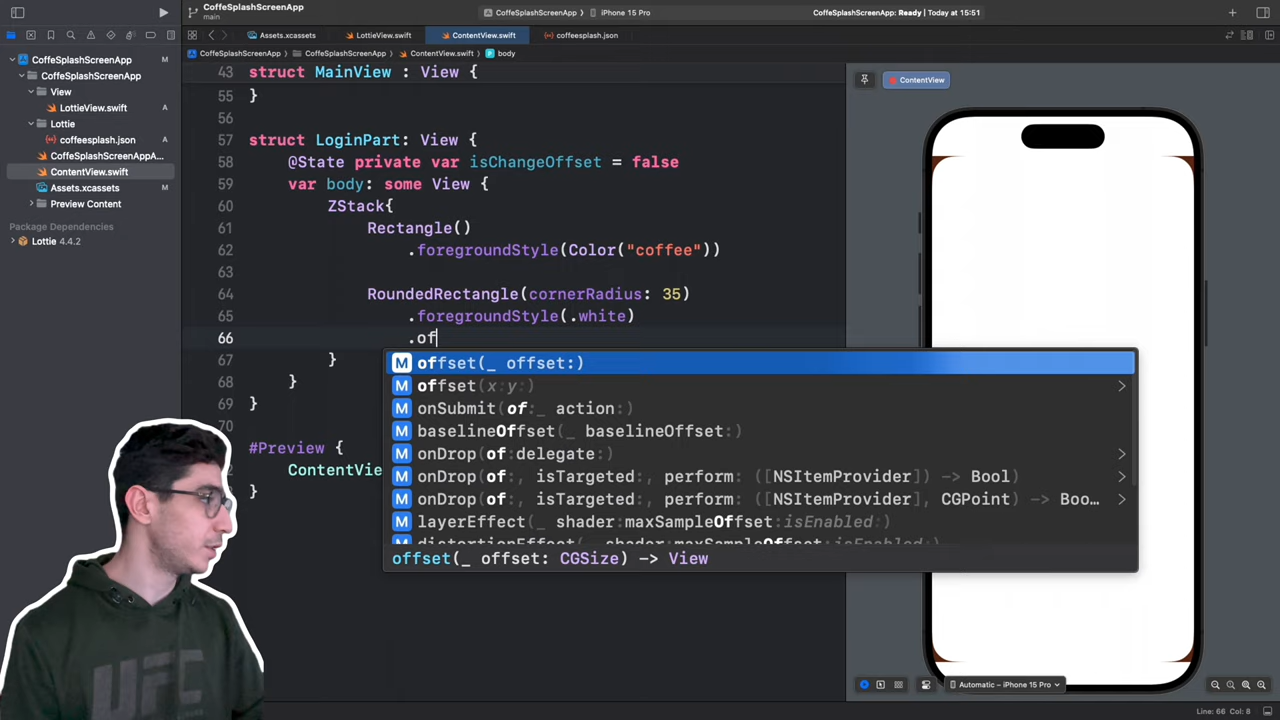 CoffeSplashScreenApp
main
CoffeSplashScreenApp
iPhone 15 Pro
CoffeSplashScreenApp: Ready | Today at 15:51
Assets.xcassets
LottieView.swift
ContentView.swift
coffeesplash.json
CoffeSplashScreenApp
CoffeSplashScreenApp
ContentView.swift
body
CoffeSplashScreenApp M
CoffeSplashScreenApp
View
LottieView.swift A
Lottie
coffeesplash.json A
CoffeSplashScreenAppA... M
ContentView.swift
Assets.xcassets M
Preview Content
Package Dependencies
Lottie 4.4.2
43 struct MainView : View {
55 }
56
57 struct LoginPart: View {
58 @State private var isChangeOffset = false
59 var body: some View {
60 ZStack{
61 Rectangle()
62 .foregroundStyle(Color("coffee"))
63
64 RoundedRectangle(cornerRadius: 35)
65 .foregroundStyle(.white)
66 .of
67 }
68 }
69 }
70
#Preview {
ContentVie
}
M offset(_ offset:)
M offset(x:y:)
M onSubmit(of:_ action:)
M baselineOffset(_ baselineOffset:)
M onDrop(of:delegate:)
M onDrop(of:, isTargeted:, perform: ([NSItemProvider]) -> Bool)
M onDrop(of:, isTargeted:, perform: ([NSItemProvider], CGPoint) -> Boo...
M layerEffect(_ shader:maxSampleOffset:isEnabled:)
M distortionEffect(_ shader:maxSampleOffset:isEnabled:)
offset(_ offset: CGSize) -> View
ContentView
Automatic – iPhone 15 Pro
Line: 66 Col: 8